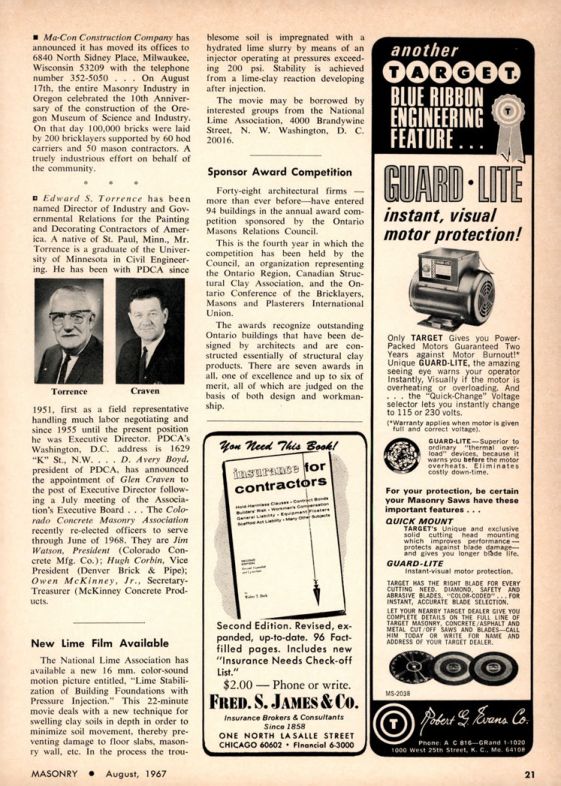 ■ Ma-Con Construction Company has
announced it has moved its offices to
6840 North Sidney Place, Milwaukee,
Wisconsin 53209 with the telephone
number 352-5050 . . . On August
17th, the entire Masonry Industry in
Oregon celebrated the 10th Anniver-
sary of the construction of the Ore-
gon Museum of Science and Industry.
On that day 100,000 bricks were laid
by 200 bricklayers supported by 60 hod
carriers and 50 mason contractors. A
truely industrious effort on behalf of
the community.
* * *
■ Edward S. Torrence has been
named Director of Industry and Gov-
ernmental Relations for the Painting
and Decorating Contractors of Amer-
ica. A native of St. Paul, Minn., Mr.
Torrence is a graduate of the Univer-
sity of Minnesota in Civil Engineer-
ing. He has been with PDCA since
Torrence Craven
1951, first as a field representative
handling much labor negotiating and
since 1955 until the present position
he was Executive Director. PDCA's
Washington, D.C. address is 1629
"K" St., N.W. . . . D. Avery Boyd,
president of PDCA, has announced
the appointment of Glen Craven to
the post of Executive Director follow-
ing a July meeting of the Associa-
tion's Executive Board . . . The Colo-
rado Concrete Masonry Association
recently re-elected officers to serve
through June of 1968. They are Jim
Watson, President (Colorado Con-
crete Mfg. Co.); Hugh Corbin, Vice
President (Denver Brick & Pipe);
Owen McKinney, Jr., Secretary-
Treasurer (McKinney Concrete Prod-
ucts.
New Lime Film Available
The National Lime Association has
available a new 16 mm. color-sound
motion picture entitled, "Lime Stabili-
zation of Building Foundations with
Pressure Injection." This 22-minute
movie deals with a new technique for
swelling clay soils in depth in order to
minimize soil movement, thereby pre-
venting damage to floor slabs, mason-
ry wall, etc. In the process the trou-
blesome soil is impregnated with a
hydrated lime slurry by means of an
injector operating at pressures exceed-
ing 200 psi. Stability is achieved
from a lime-clay reaction developing
after injection.
The movie may be borrowed by
interested groups from the National
Lime Association, 4000 Brandywine
Street, N. W. Washington, D. C.
20016.
Sponsor Award Competition
Forty-eight architectural firms —
more than ever before—have entered
94 buildings in the annual award com-
petition sponsored by the Ontario
Masons Relations Council.
This is the fourth year in which the
competition has been held by the
Council, an organization representing
the Ontario Region, Canadian Struc-
tural Clay Association, and the On-
tario Conference of the Bricklayers,
Masons and Plasterers International
Union.
The awards recognize outstanding
Ontario buildings that have been de-
signed by architects and are con-
structed essentially of structural clay
products. There are seven awards in
all, one of excellence and up to six of
merit, all of which are judged on the
basis of both design and workman-
ship.
You Need This Book!
insurance for
contractors
Hold-Harmless Clauses • Contract Bonds
Builders' Risk • Workmen's Compensation
General Liability • Equipment Floaters
Scaffold Act Liability • Many Other Subjects
Second Edition. Revised, ex-
panded, up-to-date. 96 Fact-
filled pages. Includes new
"Insurance Needs Check-off
List."
$2.00 — Phone or write.
FRED. S. JAMES & CO.
Insurance Brokers & Consultants
Since 1858
ONE NORTH LA SALLE STREET
CHICAGO 60602 • Financial 6-3000
another
TARGET.
BLUE RIBBON
ENGINEERING
FEATURE . . .
T
GUARD • LITE
instant, visual
motor protection!
Only TARGET Gives you Power-
Packed Motors Guaranteed Two
Years against Motor Burnout!*
Unique GUARD-LITE, the amazing
seeing eye warns your operator
Instantly, Visually if the motor is
overheating or overloading. And
. . . the "Quick-Change" Voltage
selector lets you instantly change
to 115 or 230 volts.
(*Warranty applies when motor is given
full and correct voltage).
GUARD-LITE—Superior to
ordinary "thermal over-
load" devices, because it
warns you before the motor
overheats. Eliminates
costly down-time.
For your protection, be certain
your Masonry Saws have these
important features . . .
QUICK MOUNT
TARGET's Unique and exclusive
solid cutting head mounting
which improves performance—
protects against blade damage—
and gives you longer blade life.
GUARD-LITE
Instant-visual motor protection.
TARGET HAS THE RIGHT BLADE FOR EVERY
CUTTING NEED. DIAMOND, SAFETY AND
ABRASIVE BLADES, "COLOR-CODED" . . . FOR
INSTANT, ACCURATE BLADE SELECTION.
LET YOUR NEARBY TARGET DEALER GIVE YOU
COMPLETE DETAILS ON THE FULL LINE OF
TARGET MASONRY, CONCRETE/ASPHALT AND
METAL CUT/OFF SAWS AND BLADES—CALL
HIM TODAY OR WRITE FOR NAME AND
ADDRESS OF YOUR TARGET DEALER.
MS-203R
T
Robert G. Evans Co.
Phone: A C 816—GRand 1-1020
1000 West 25th Street, K. C., Mo. 64108
MASONRY • August, 1967
21